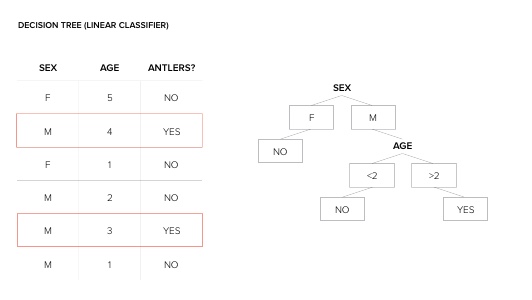 DECISION TREE (LINEAR CLASSIFIER)
SEX AGE ANTLERS?
F 5 NO
M 4 YES
F 1 NO
M 2 NO
M 3 YES
M 1 NO
SEX
F M
NO
AGE
<2 >2
NO YES